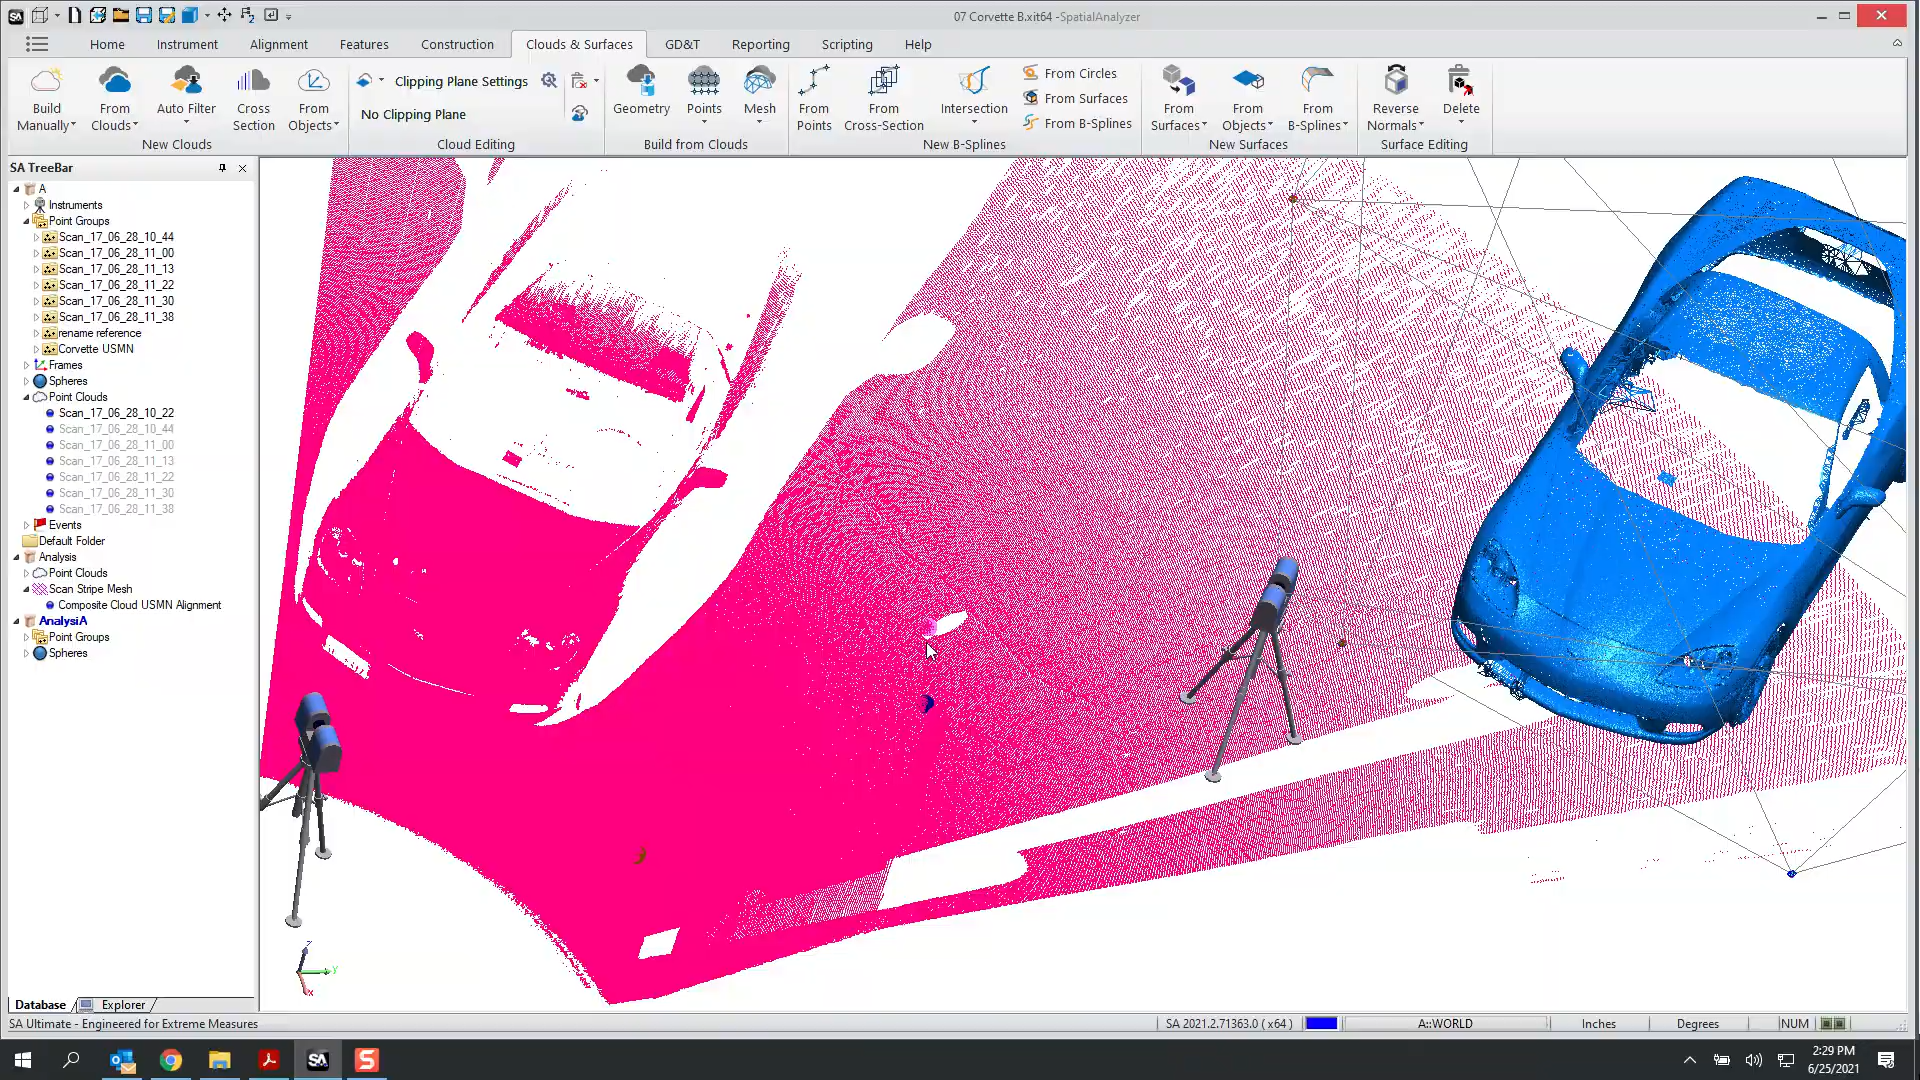 SA
07 Corvette B.xit64 -SpatialAnalyzer
Home Instrument Alignment Features Construction Clouds & Surfaces GD&T Reporting Scripting Help
Build Manually
From Clouds
Auto Filter
Cross Section
From Objects
New Clouds
Clipping Plane Settings
No Clipping Plane
Cloud Editing
Geometry
Points
Mesh
Build from Clouds
From Points
From Cross-Section
Intersection
From Circles
From Surfaces
From B-Splines
New B-Splines
From Surfaces
From Objects
From B-Splines
New Surfaces
Reverse Normals
Delete
Surface Editing
SA TreeBar
A
Instruments
Point Groups
Scan_17_06_28_10_44
Scan_17_06_28_11_00
Scan_17_06_28_11_13
Scan_17_06_28_11_22
Scan_17_06_28_11_30
Scan_17_06_28_11_38
rename reference
Corvette USMN
Frames
Spheres
Point Clouds
Scan_17_06_28_10_22
Scan_17_06_28_10_44
Scan_17_06_28_11_00
Scan_17_06_28_11_13
Scan_17_06_28_11_22
Scan_17_06_28_11_30
Scan_17_06_28_11_38
Events
Default Folder
Analysis
Point Clouds
Scan Stripe Mesh
Composite Cloud USMN Alignment
AnalysiA
Point Groups
Spheres
Z
Y
X
Database Explorer
SA Ultimate - Engineered for Extreme Measures
SA 2021.2.71363.0 ( x64 )
A::WORLD
Inches
Degrees
NUM
SA
S
2:29 PM
6/25/2021